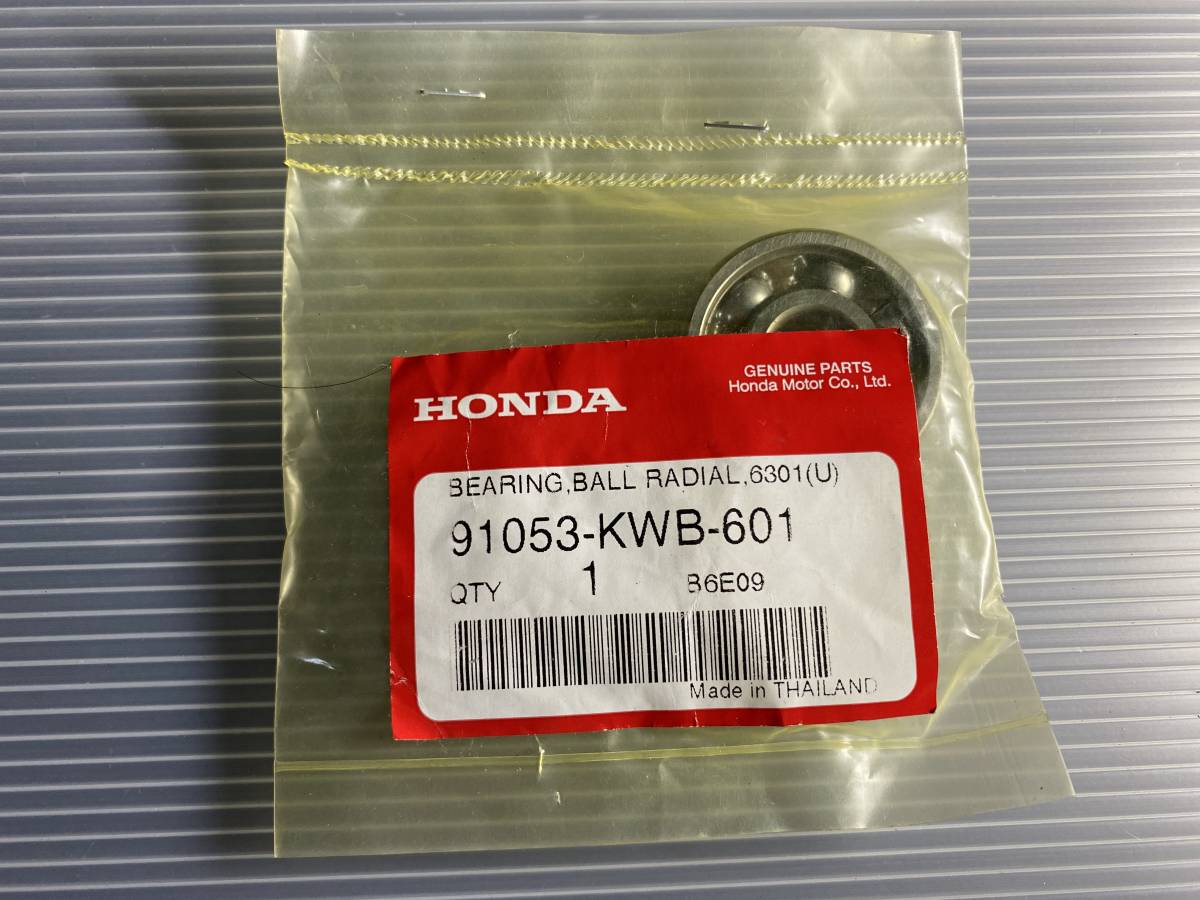 GENUINE PARTS
Honda Motor Co., Ltd.
HONDA
BEARING,BALL RADIAL,6301(U)
91053-KWB-601
QTY 1 B6E09
Made in THAILAND